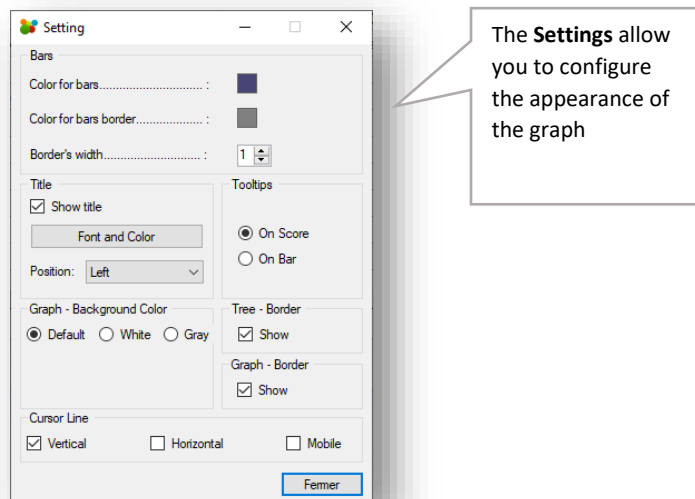 Setting
Bars
Color for bars.............................. :
Color for bars border.................... :
Border's width............................ :
1
Title
Show title
Font and Color
Position:
Left
Tooltips
On Score
On Bar
Graph - Background Color
Default
White
Gray
Tree - Border
Show
Graph - Border
Show
Cursor Line
Vertical
Horizontal
Mobile
Fermer
The Settings allow
you to configure
the appearance of
the graph